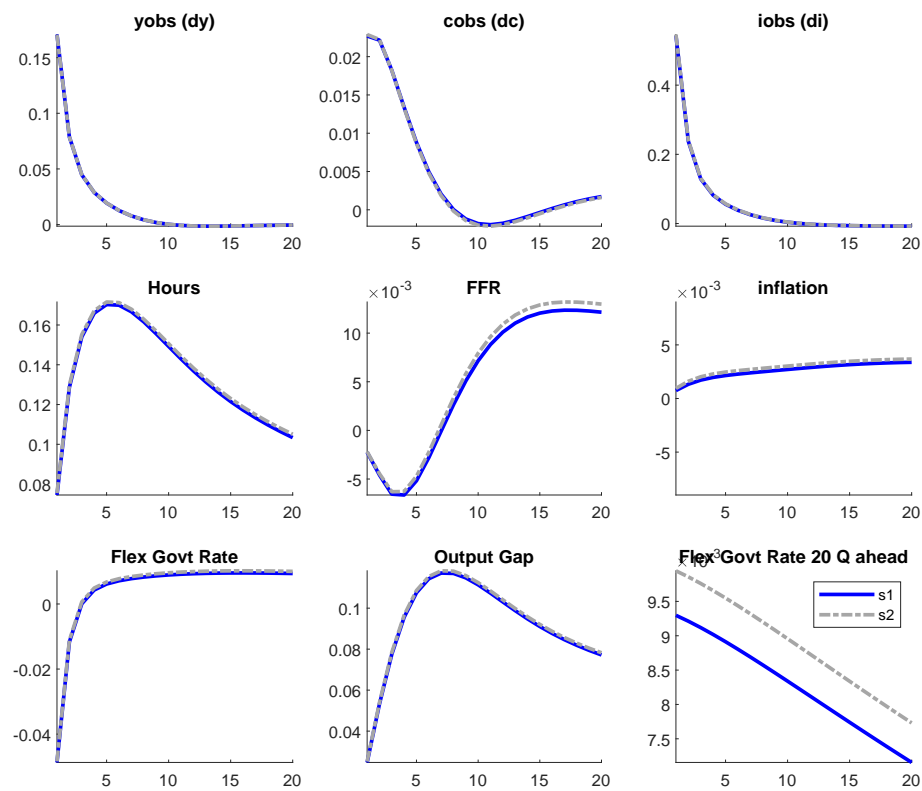 yobs (dy)
0.15
0.1
0.05
0
5 10 15 20
cobs (dc)
0.02
0.015
0.01
0.005
0
5 10 15 20
iobs (di)
0.4
0.2
0
5 10 15 20
Hours
0.16
0.14
0.12
0.1
0.08
5 10 15 20
FFR
×10⁻³
10
5
0
-5
5 10 15 20
inflation
×10⁻³
5
0
-5
5 10 15 20
Flex Govt Rate
0
-0.02
-0.04
5 10 15 20
Output Gap
0.1
0.08
0.06
0.04
5 10 15 20
Flex Govt Rate 20 Q ahead
×10⁻³
9.5
9
8.5
8
7.5
5 10 15 20
s1
s2